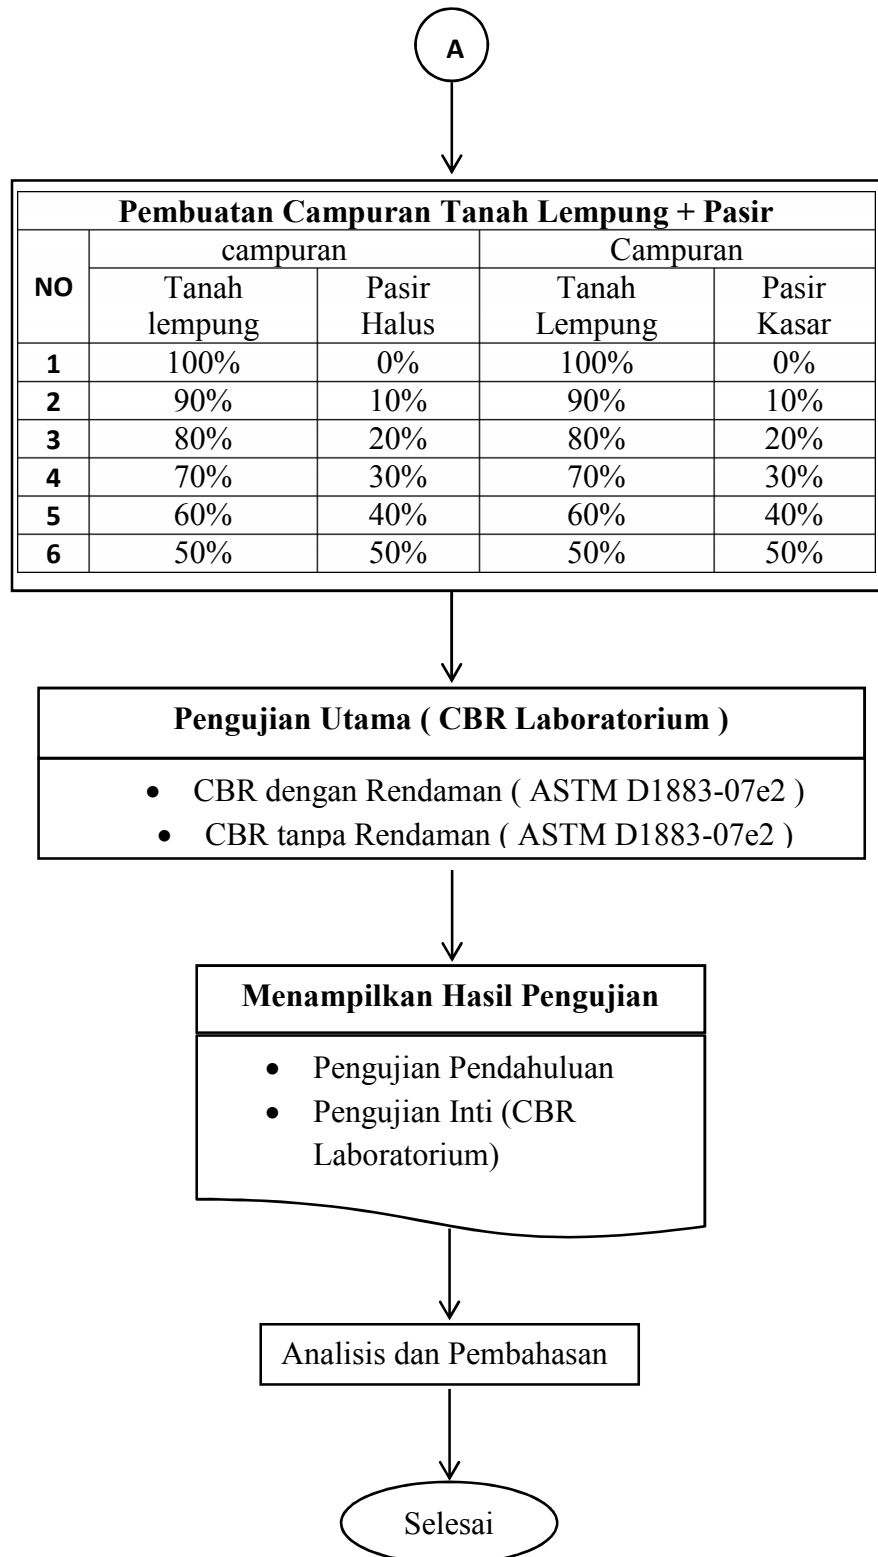 A
Pembuatan Campuran Tanah Lempung + Pasir
NO campuran Campuran
Tanah lempung Pasir Halus Tanah Lempung Pasir Kasar
1 100% 0% 100% 0%
2 90% 10% 90% 10%
3 80% 20% 80% 20%
4 70% 30% 70% 30%
5 60% 40% 60% 40%
6 50% 50% 50% 50%
Pengujian Utama ( CBR Laboratorium )
• CBR dengan Rendaman ( ASTM D1883-07e2 )
• CBR tanpa Rendaman ( ASTM D1883-07e2 )
Menampilkan Hasil Pengujian
• Pengujian Pendahuluan
• Pengujian Inti (CBR
Laboratorium)
Analisis dan Pembahasan
Selesai